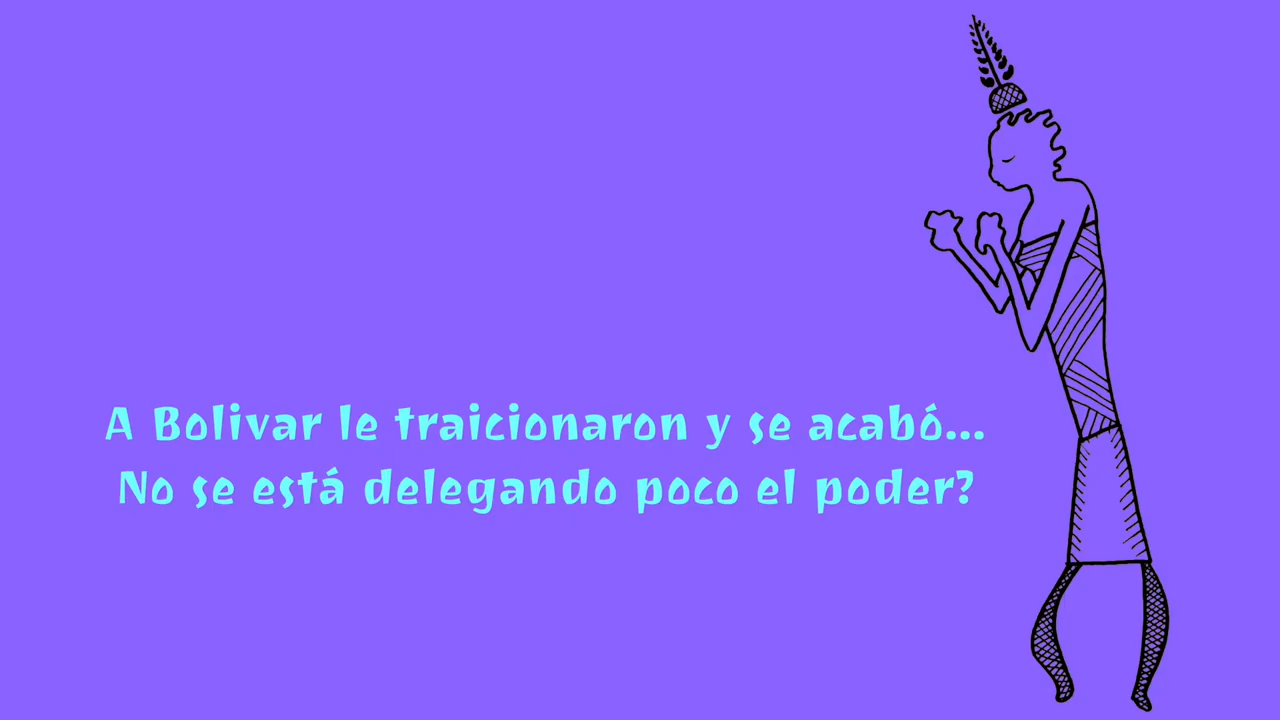 A Bolivar le traicionaron y se acabó...
No se está delegando poco el poder?